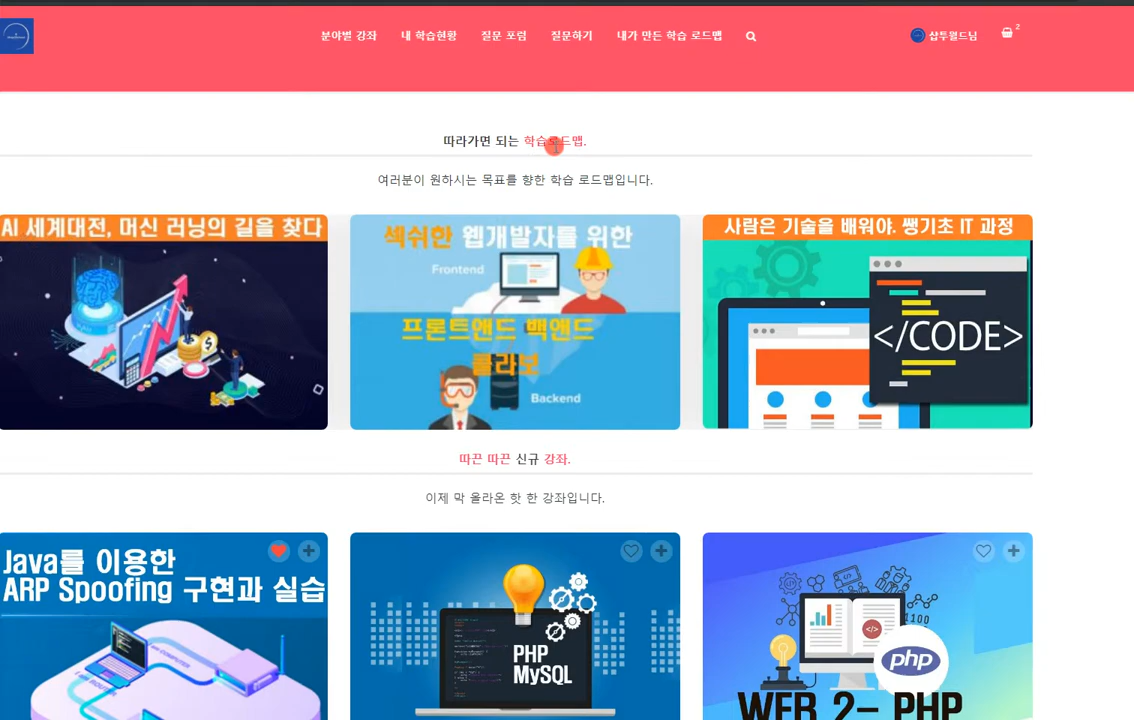 분야별 강좌 내 학습현황 질문 포럼 질문하기 내가 만든 학습 로드맵
샵투월드님 2
따라가면 되는 학습로드맵.
여러분이 원하시는 목표를 향한 학습 로드맵입니다.
AI 세계대전, 머신 러닝의 길을 찾다
섹쉬한 웹개발자를 위한
Frontend
프론트앤드 백앤드
콜라보
Backend
사람은 기술을 배워야. 쌩기초 IT 과정
</CODE>
따끈 따끈 신규 강좌.
이제 막 올라온 핫 한 강좌입니다.
Java를 이용한
ARP Spoofing 구현과 실습
PHP
MySQL
</>
php
WEB 2- PHP